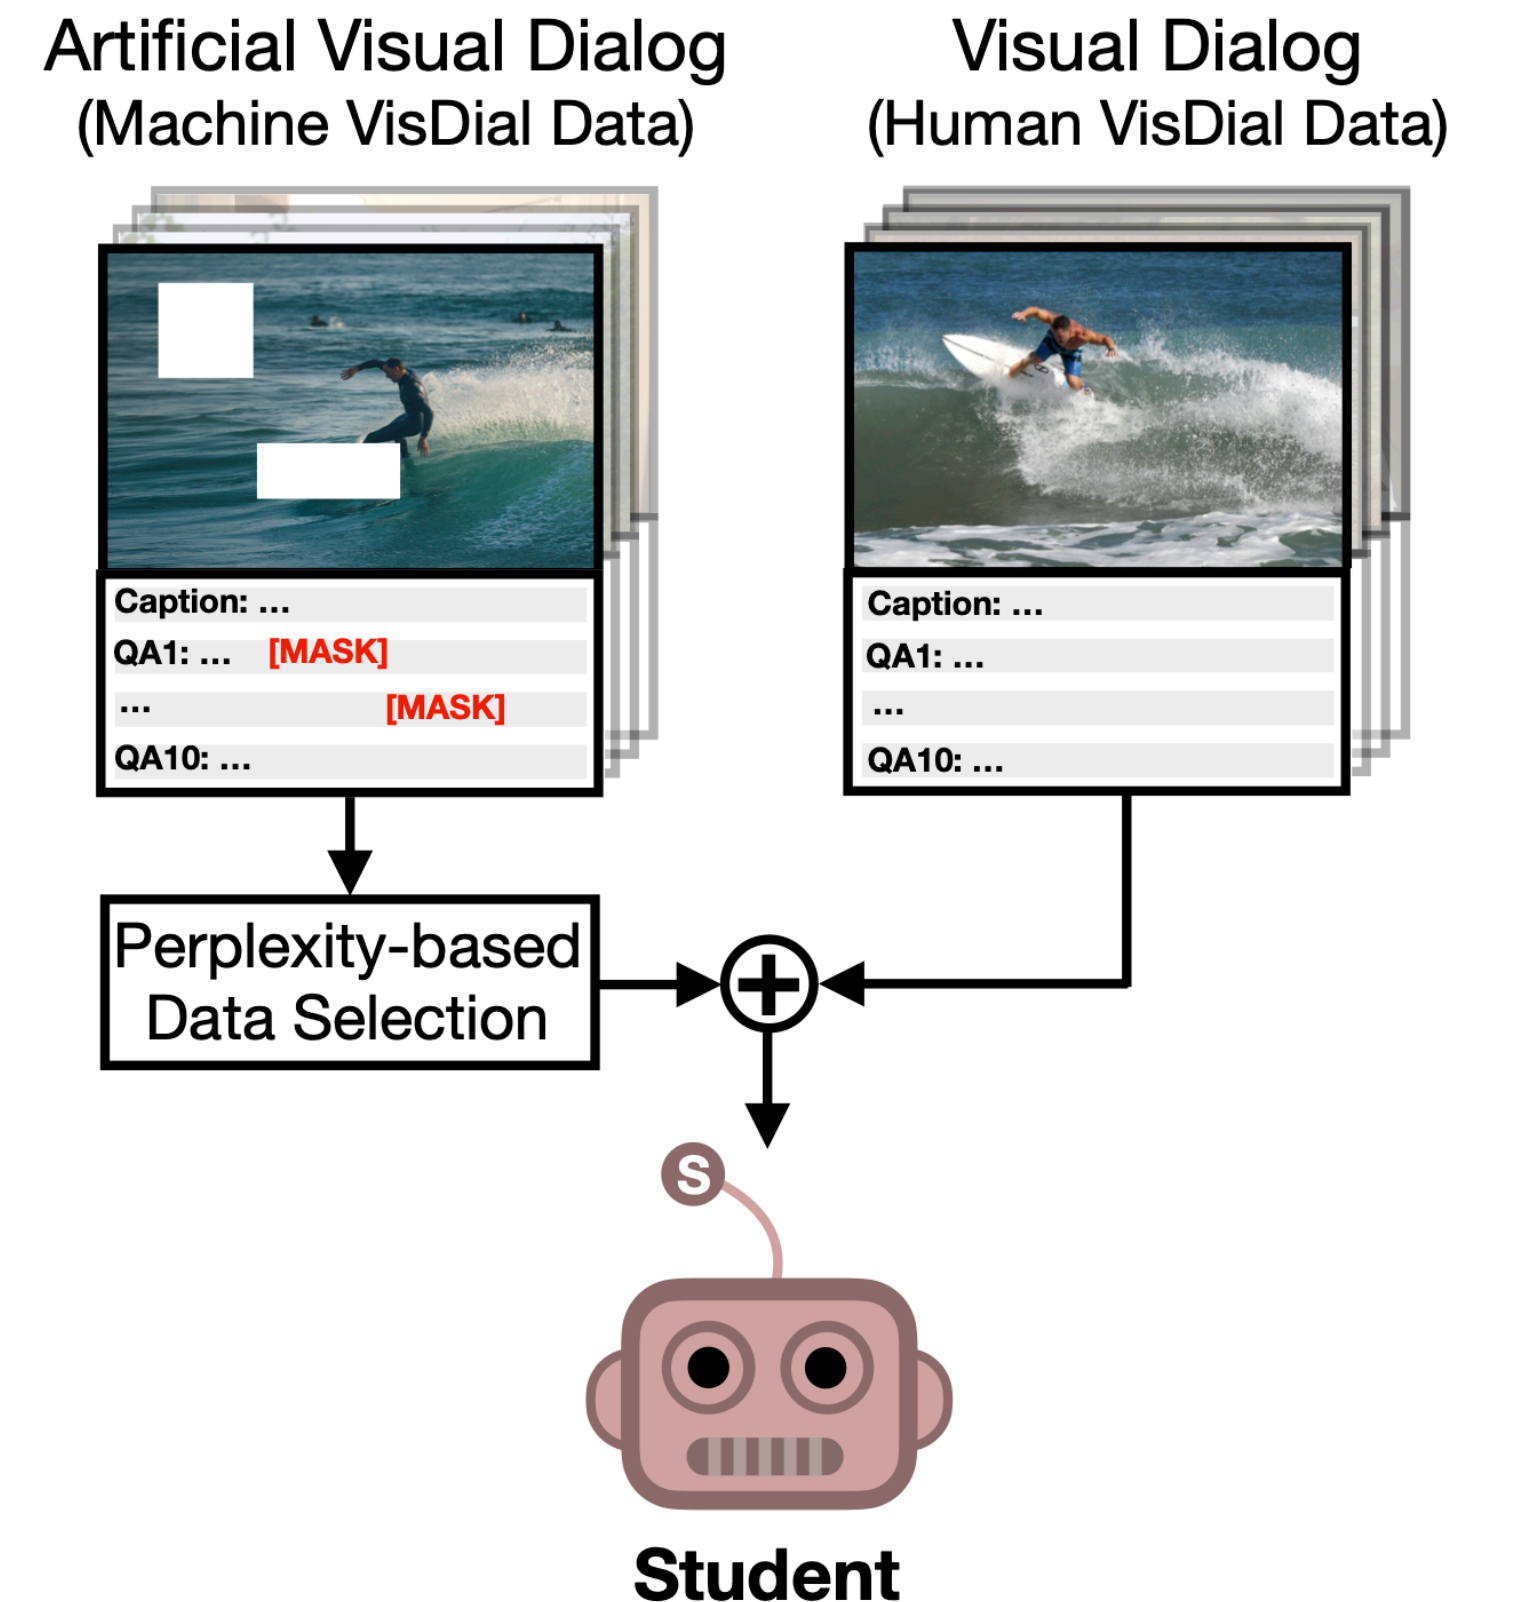 Artificial Visual Dialog
(Machine VisDial Data)
Visual Dialog
(Human VisDial Data)
Caption: ...
QA1: ... [MASK]
... [MASK]
QA10: ...
Caption: ...
QA1: ...
...
QA10: ...
Perplexity-based
Data Selection
S
Student